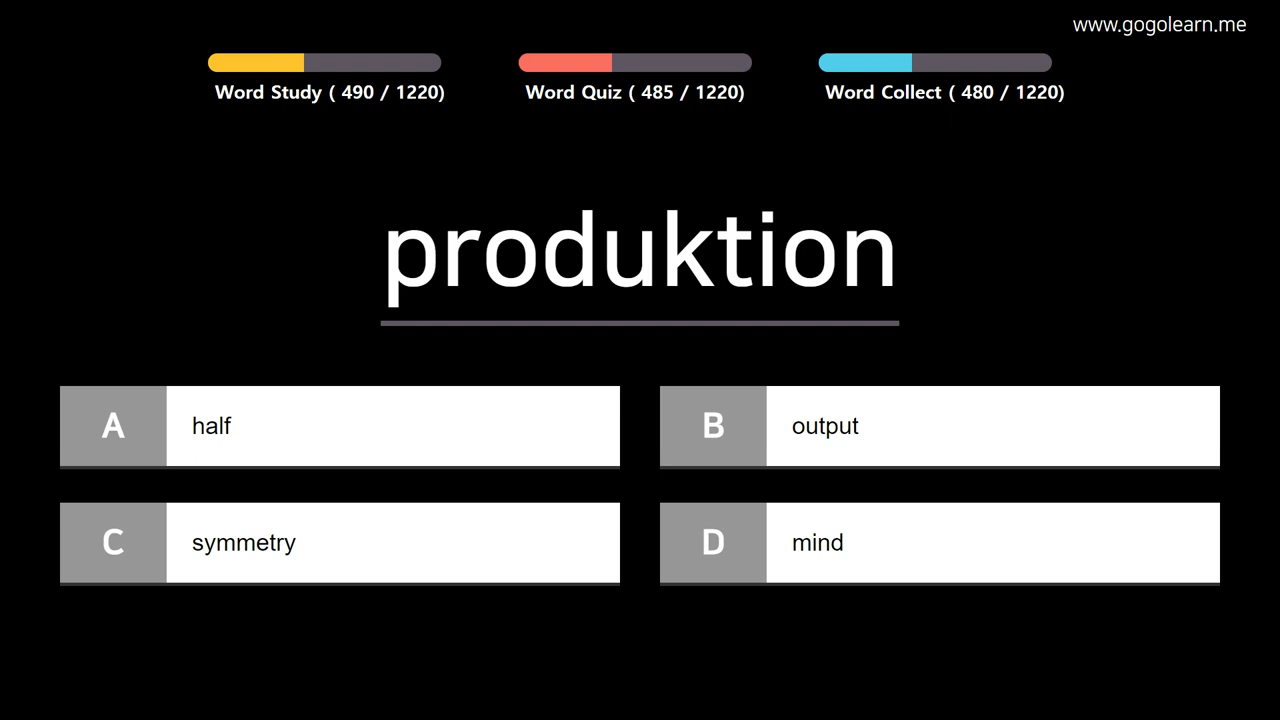 www.gogolearn.me
Word Study ( 490 / 1220)
Word Quiz ( 485 / 1220)
Word Collect ( 480 / 1220)
produktion
A half
B output
C symmetry
D mind